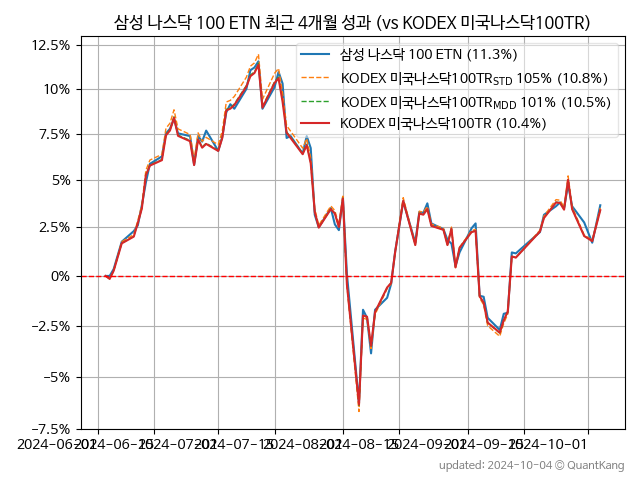 삼성 나스닥 100 ETN 최근 4개월 성과 (vs KODEX 미국나스닥100TR)
12.5%
10%
7.5%
5%
2.5%
0%
−2.5%
−5%
−7.5%
삼성 나스닥 100 ETN (11.3%)
KODEX 미국나스닥100TR_STD 105% (10.8%)
KODEX 미국나스닥100TR_MDD 101% (10.5%)
KODEX 미국나스닥100TR (10.4%)
2024-06-01 2024-06-15 2024-07-01 2024-07-15 2024-08-01 2024-08-15 2024-09-01 2024-09-15 2024-10-01
updated: 2024-10-04 © QuantKang